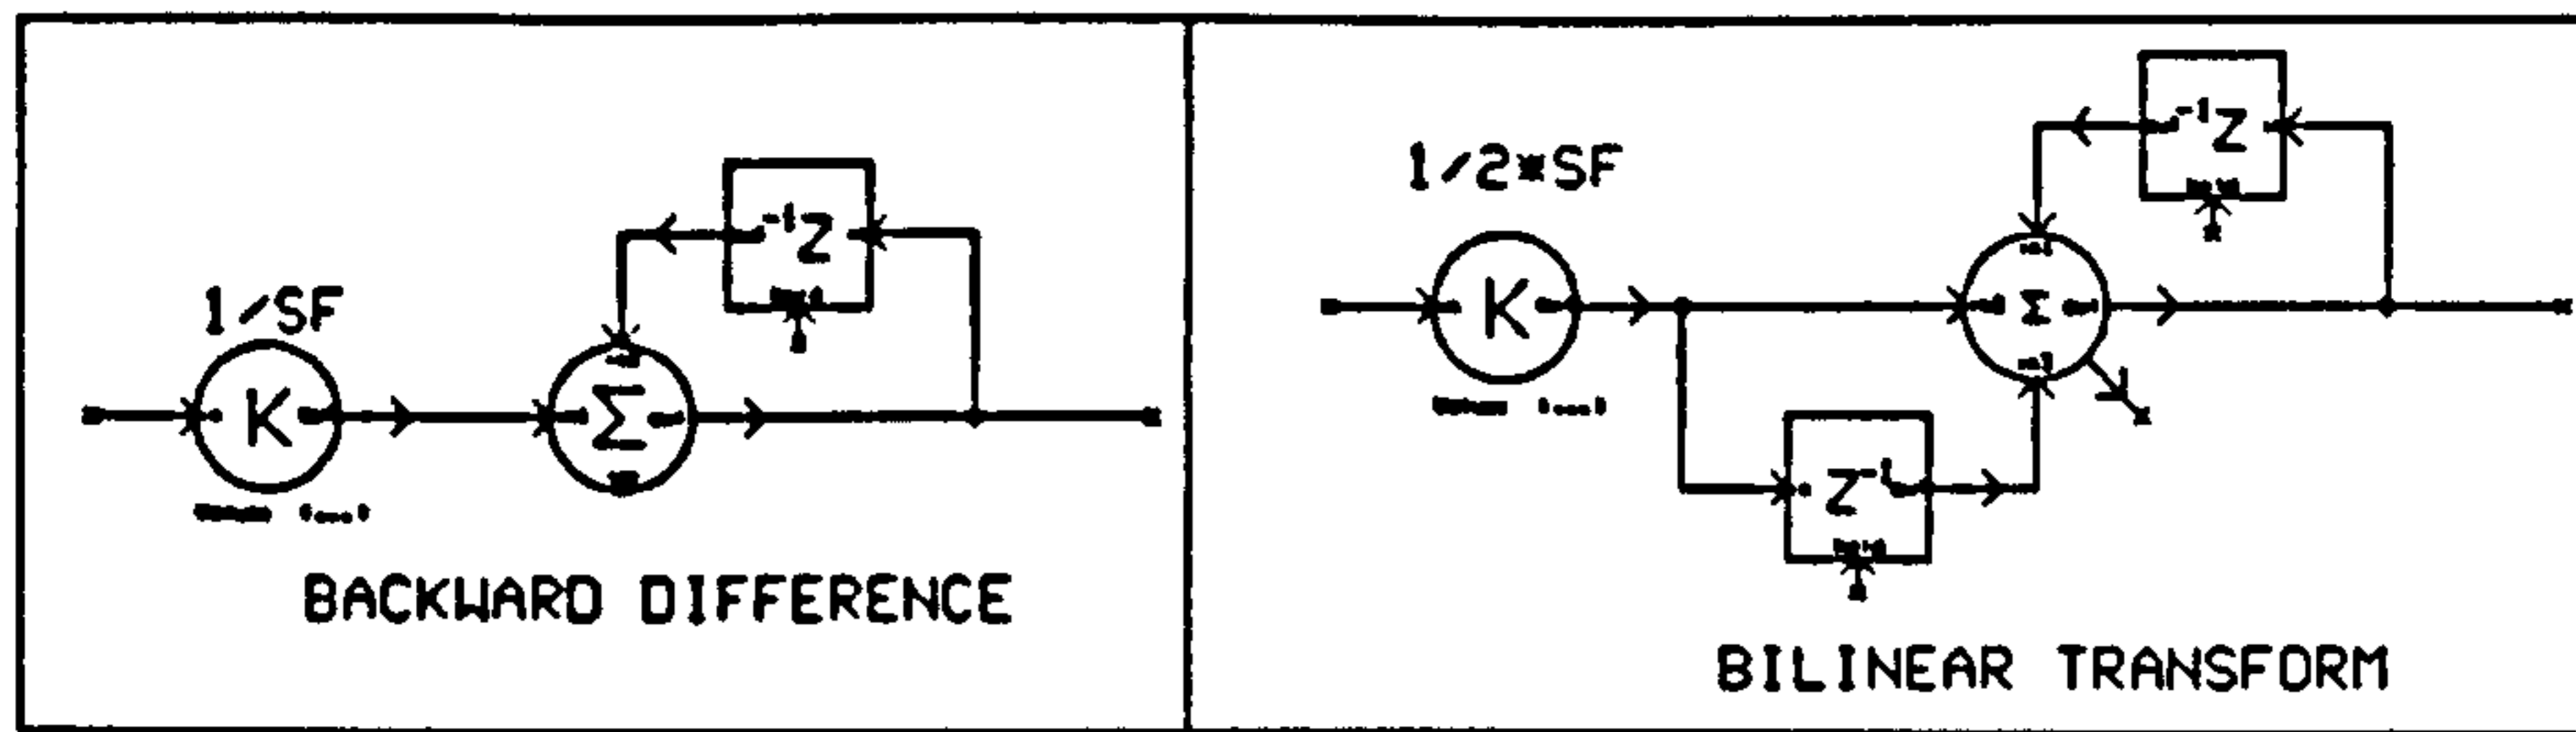 1/SF
K
Σ
-1Z
BACKWARD DIFFERENCE
1/2*SF
K
Σ
-1Z
Z-1
BILINEAR TRANSFORM